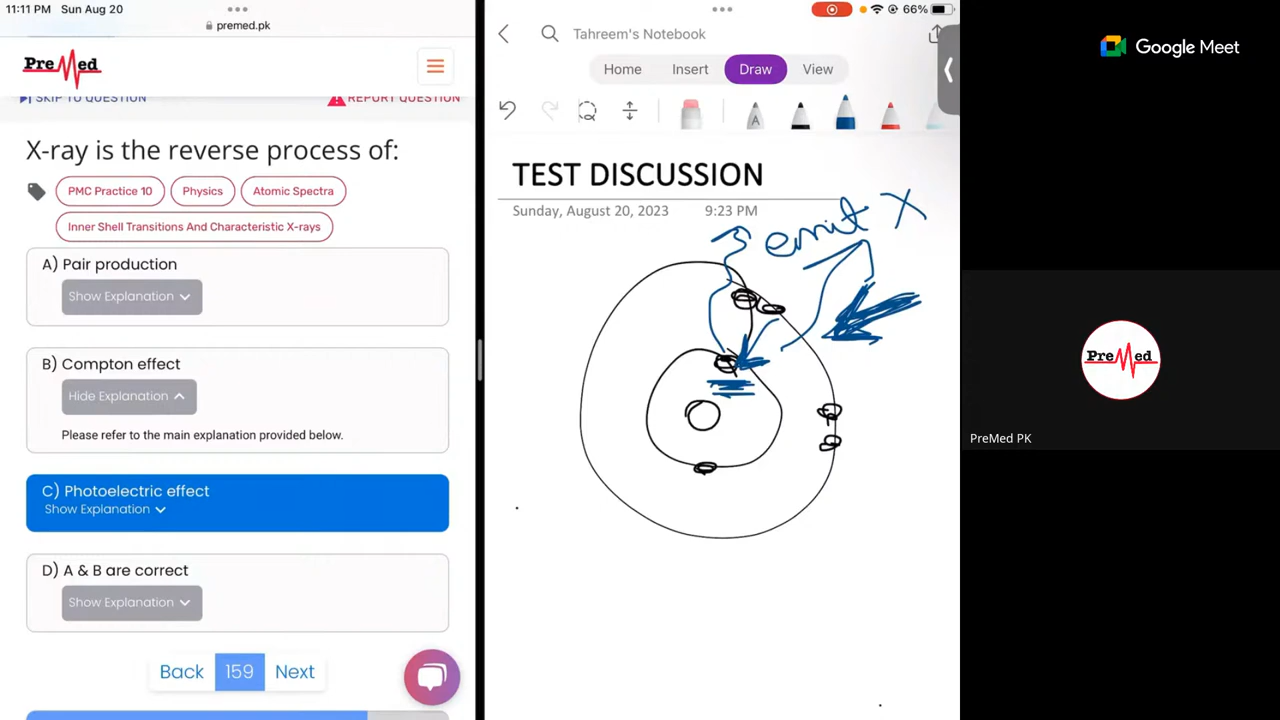 11:11 PM Sun Aug 20
premed.pk
PreMed
SKIP TO QUESTION
REPORT QUESTION
X-ray is the reverse process of:
PMC Practice 10
Physics
Atomic Spectra
Inner Shell Transitions And Characteristic X-rays
A) Pair production
Show Explanation
B) Compton effect
Hide Explanation
Please refer to the main explanation provided below.
C) Photoelectric effect
Show Explanation
D) A & B are correct
Show Explanation
Back
159
Next
66%
Tahreem's Notebook
Home
Insert
Draw
View
A
TEST DISCUSSION
Sunday, August 20, 2023
9:23 PM
emit X
Google Meet
PreMed
PreMed PK